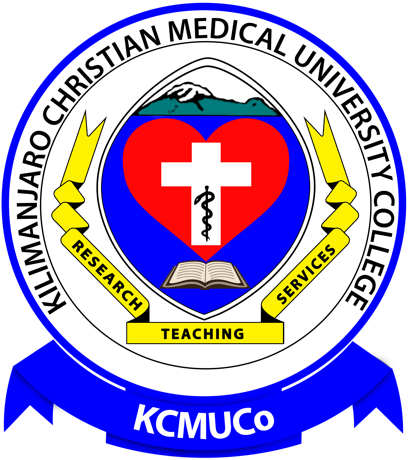 KILIMANJARO CHRISTIAN MEDICAL UNIVERSITY COLLEGE
RESEARCH
TEACHING
SERVICES
KCMUCo